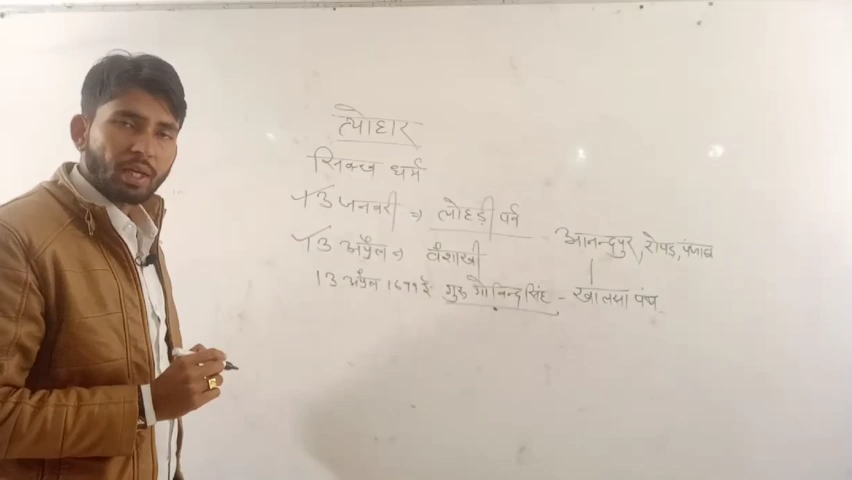 त्योहार
सिक्ख धर्म
13 जनवरी => लोहड़ी पर्व
13 अप्रैल => वैशाखी
आनन्दपुर, रोपड़, पंजाब
13 अप्रैल 1699 ई. गुरु गोविन्द सिंह - खालसा पंथ